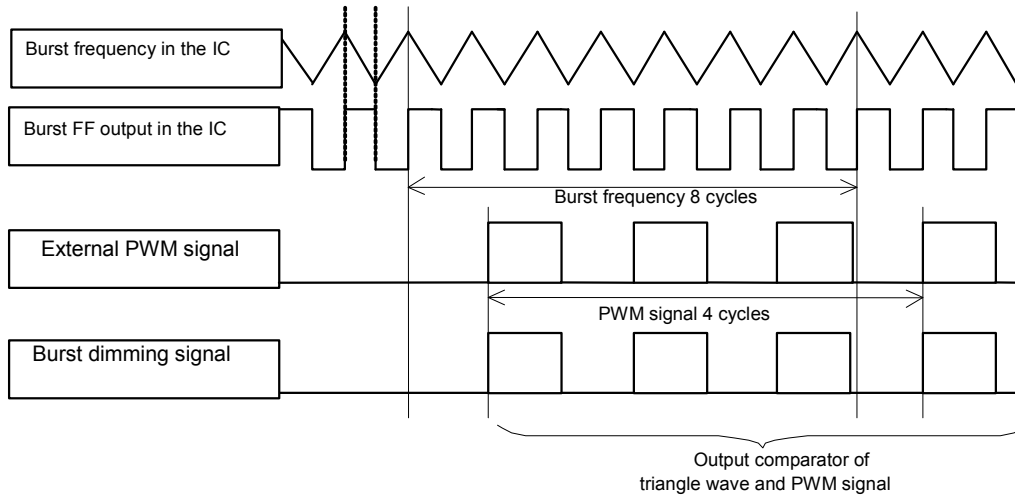 Burst frequency in the IC
Burst FF output in the IC
Burst frequency 8 cycles
External PWM signal
PWM signal 4 cycles
Burst dimming signal
Output comparator of
triangle wave and PWM signal